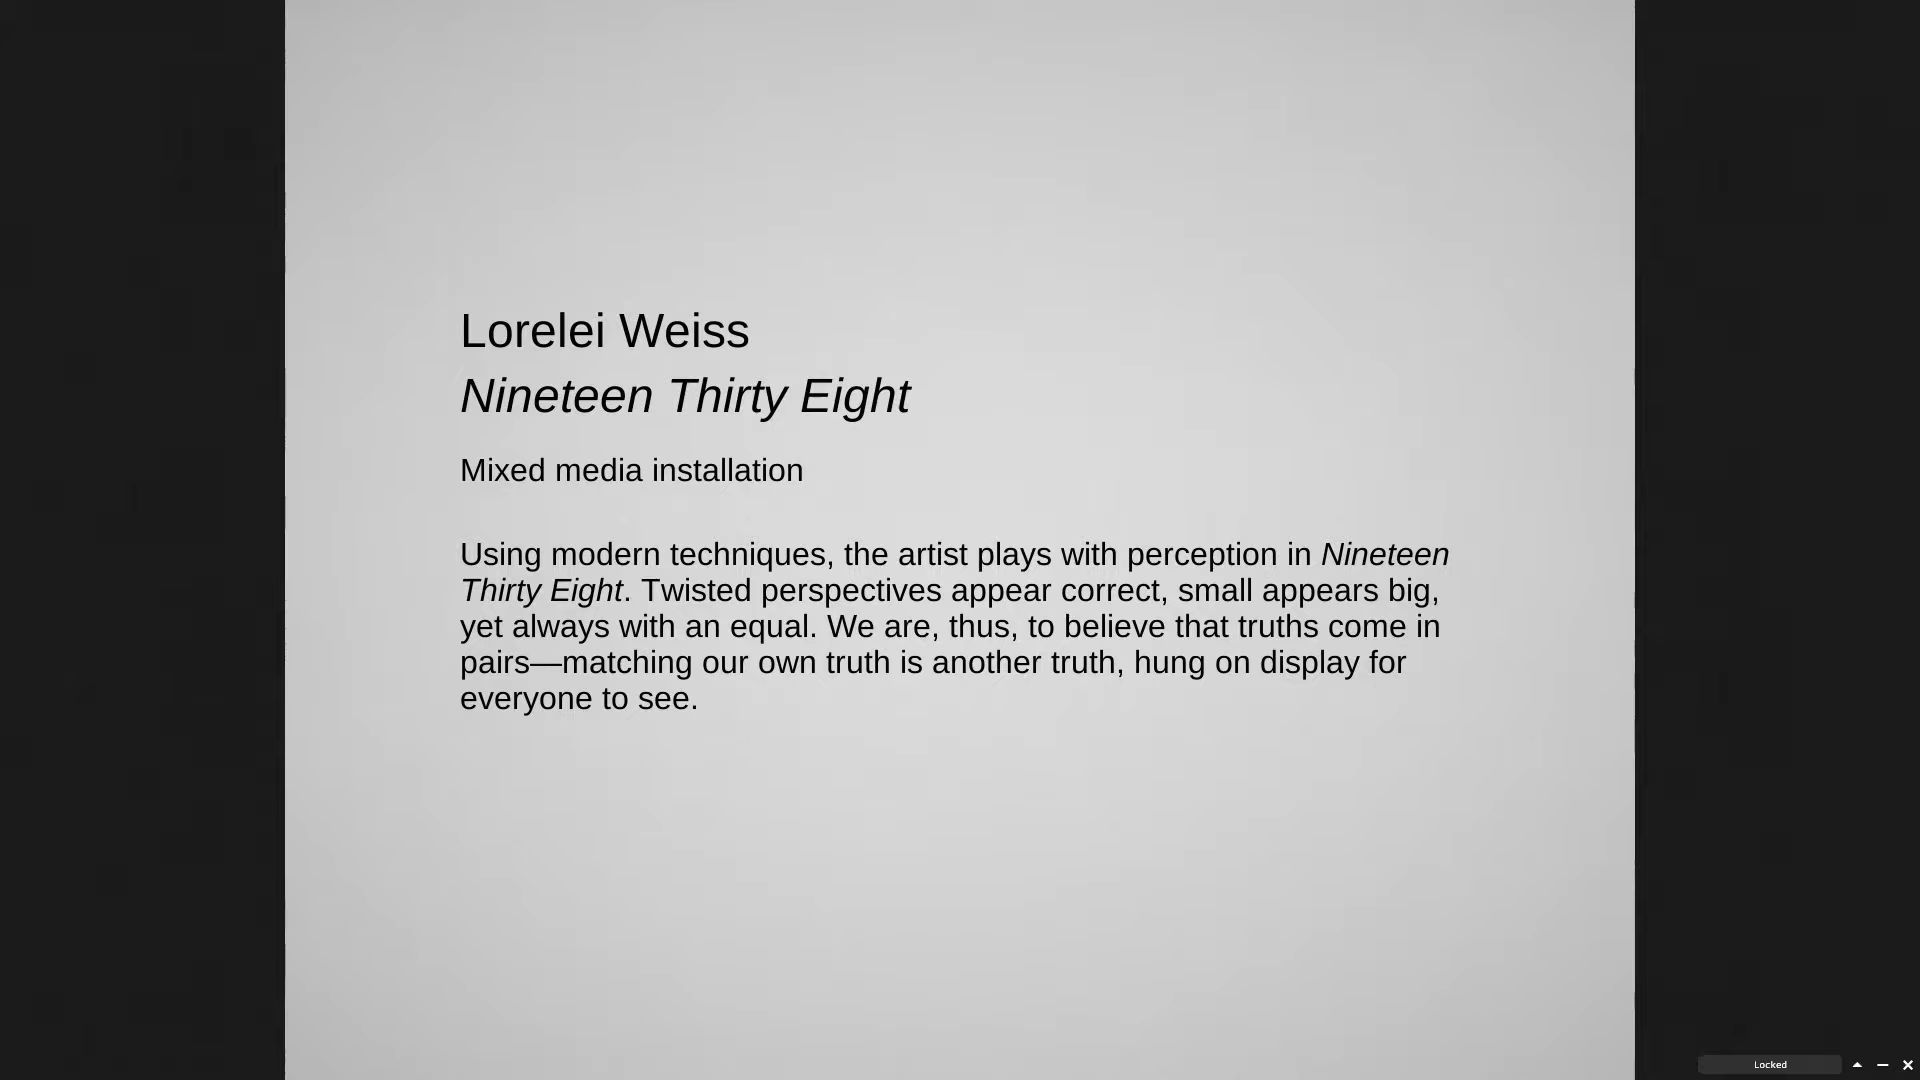 Lorelei Weiss
Nineteen Thirty Eight
Mixed media installation
Using modern techniques, the artist plays with perception in Nineteen
Thirty Eight. Twisted perspectives appear correct, small appears big,
yet always with an equal. We are, thus, to believe that truths come in
pairs—matching our own truth is another truth, hung on display for
everyone to see.
Locked